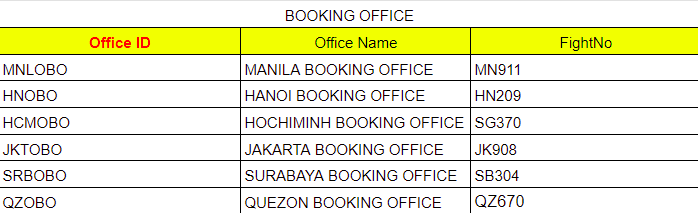 BOOKING OFFICE
Office ID Office Name FightNo
MNLOBO MANILA BOOKING OFFICE MN911
HNOBO HANOI BOOKING OFFICE HN209
HCMOBO HOCHIMINH BOOKING OFFICE SG370
JKTOBO JAKARTA BOOKING OFFICE JK908
SRBOBO SURABAYA BOOKING OFFICE SB304
QZOBO QUEZON BOOKING OFFICE QZ670